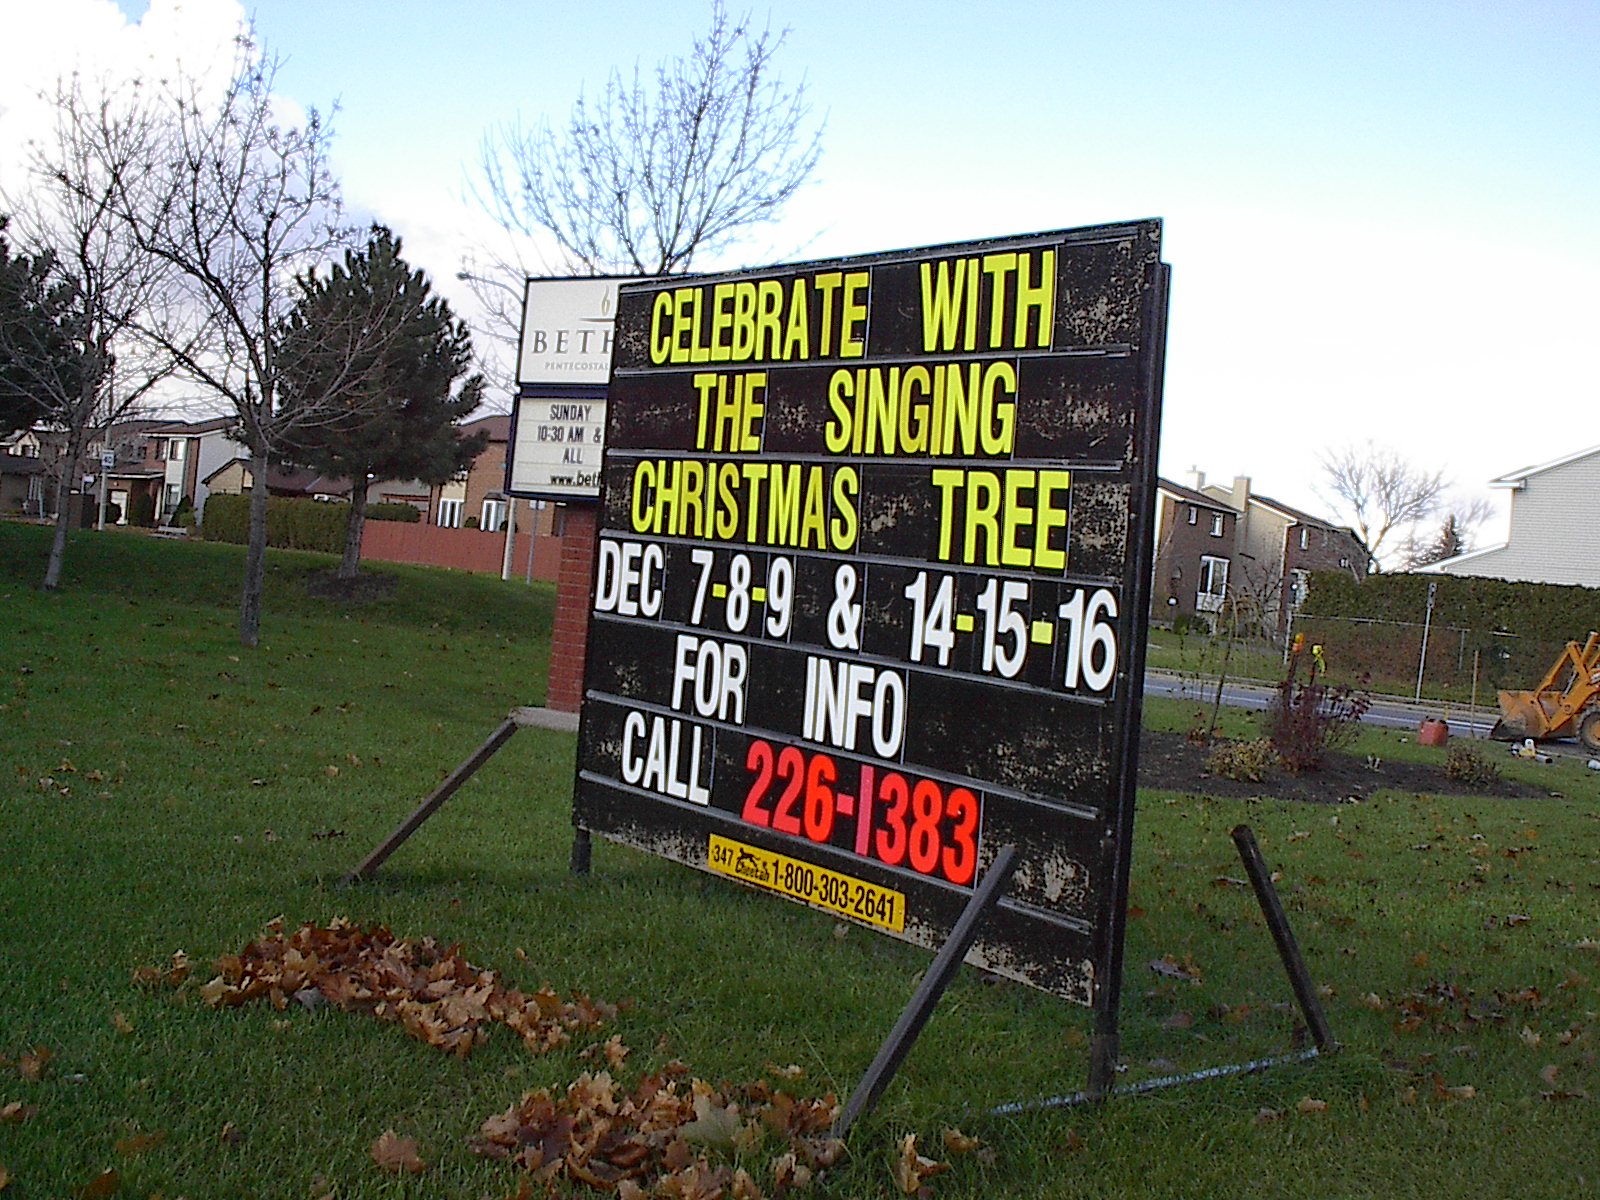 CELEBRATE WITH
THE SINGING
CHRISTMAS TREE
DEC 7-8-9 & 14-15-16
FOR INFO
CALL 226-1383
347 Cheetah 1-800-303-2641
BETH
PENTECOSTAL
SUNDAY
10:30 AM &
ALL
www.beth